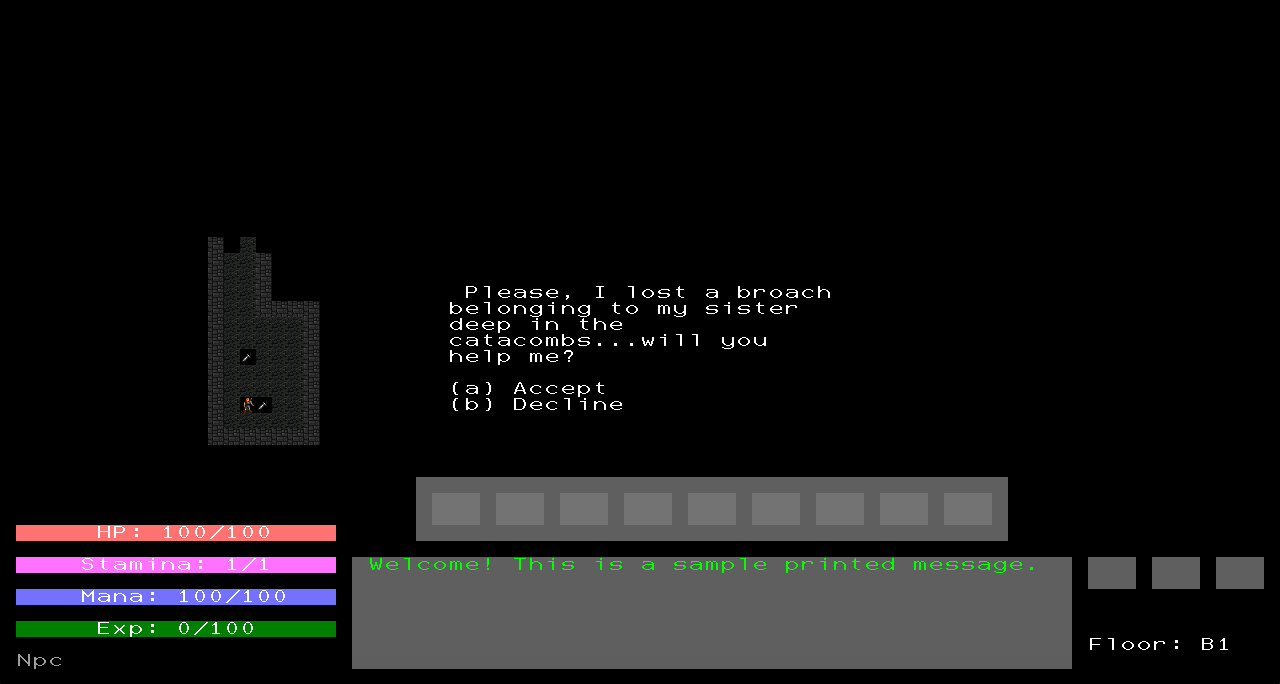 Please, I lost a broach
belonging to my sister
deep in the
catacombs...will you
help me?
(a) Accept
(b) Decline
HP: 100/100
Stamina: 1/1
Mana: 100/100
Exp: 0/100
Npc
Welcome! This is a sample printed message.
Floor: B1